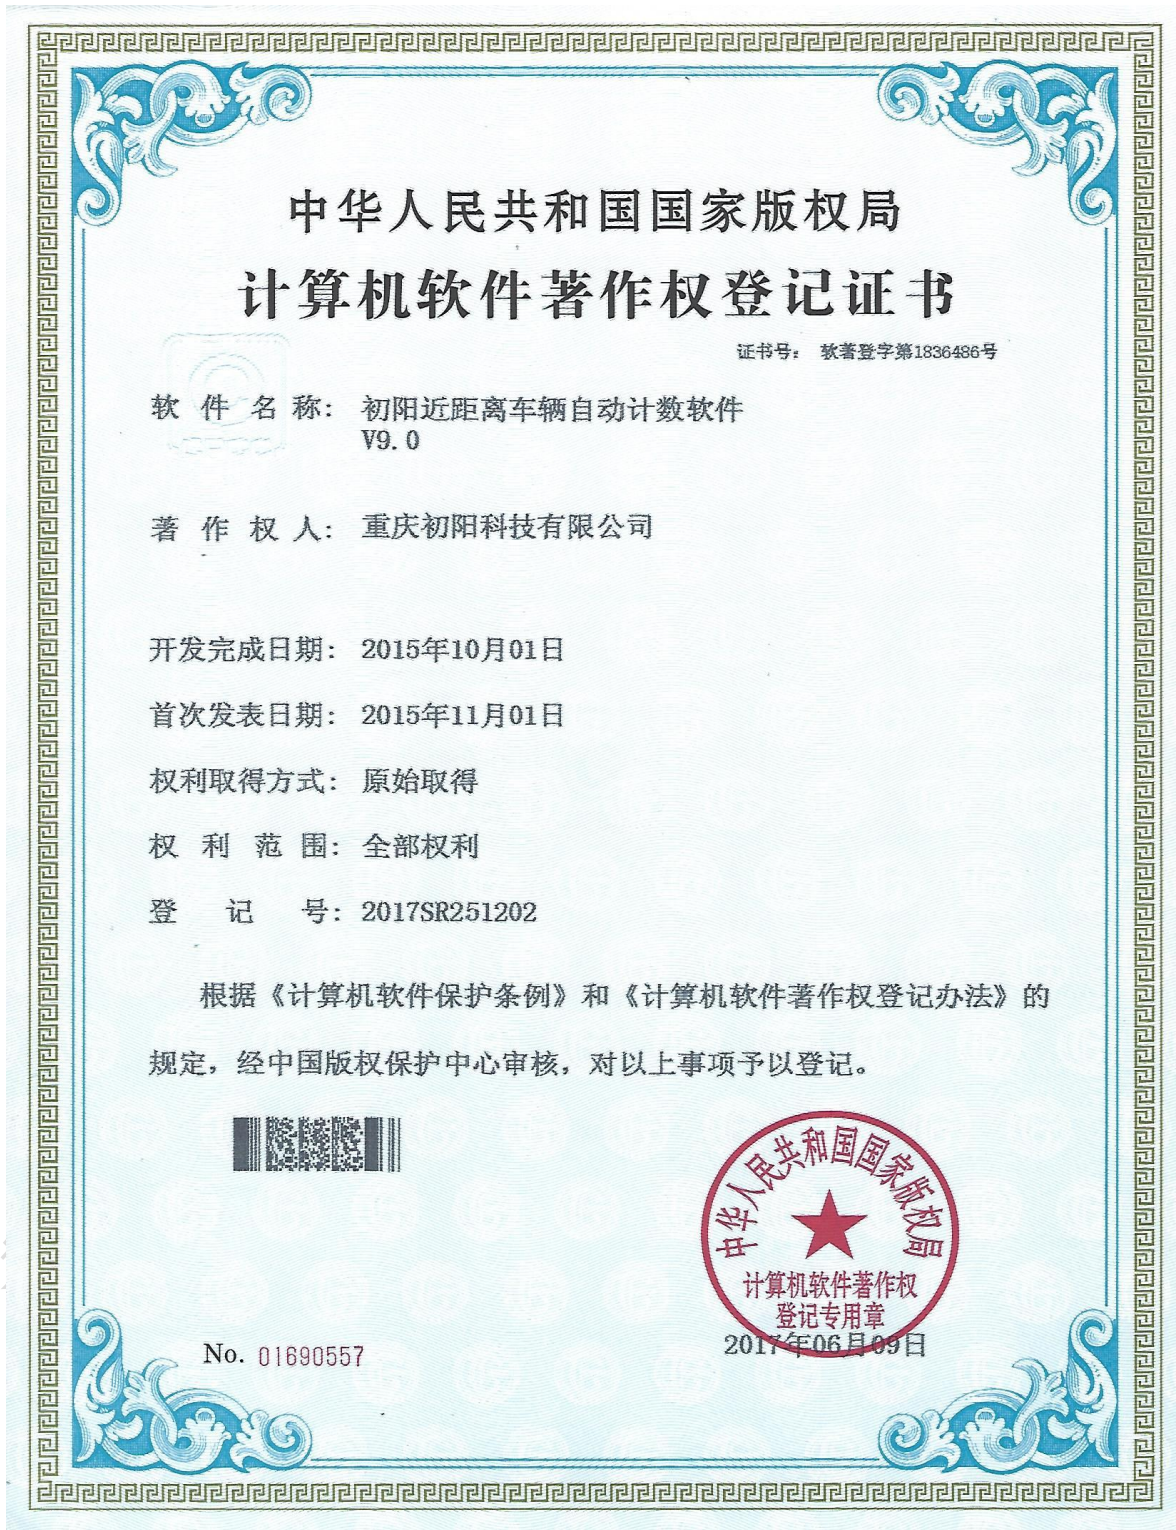 中华人民共和国国家版权局
计算机软件著作权登记证书
证书号： 软著登字第1836486号
软件名称： 初阳近距离车辆自动计数软件
V9.0
著作权人： 重庆初阳科技有限公司
开发完成日期： 2015年10月01日
首次发表日期： 2015年11月01日
权利取得方式： 原始取得
权利范围： 全部权利
登记号： 2017SR251202
根据《计算机软件保护条例》和《计算机软件著作权登记办法》的
规定，经中国版权保护中心审核，对以上事项予以登记。
中华人民共和国国家版权局
计算机软件著作权
登记专用章
2017年06月09日
No. 01690557